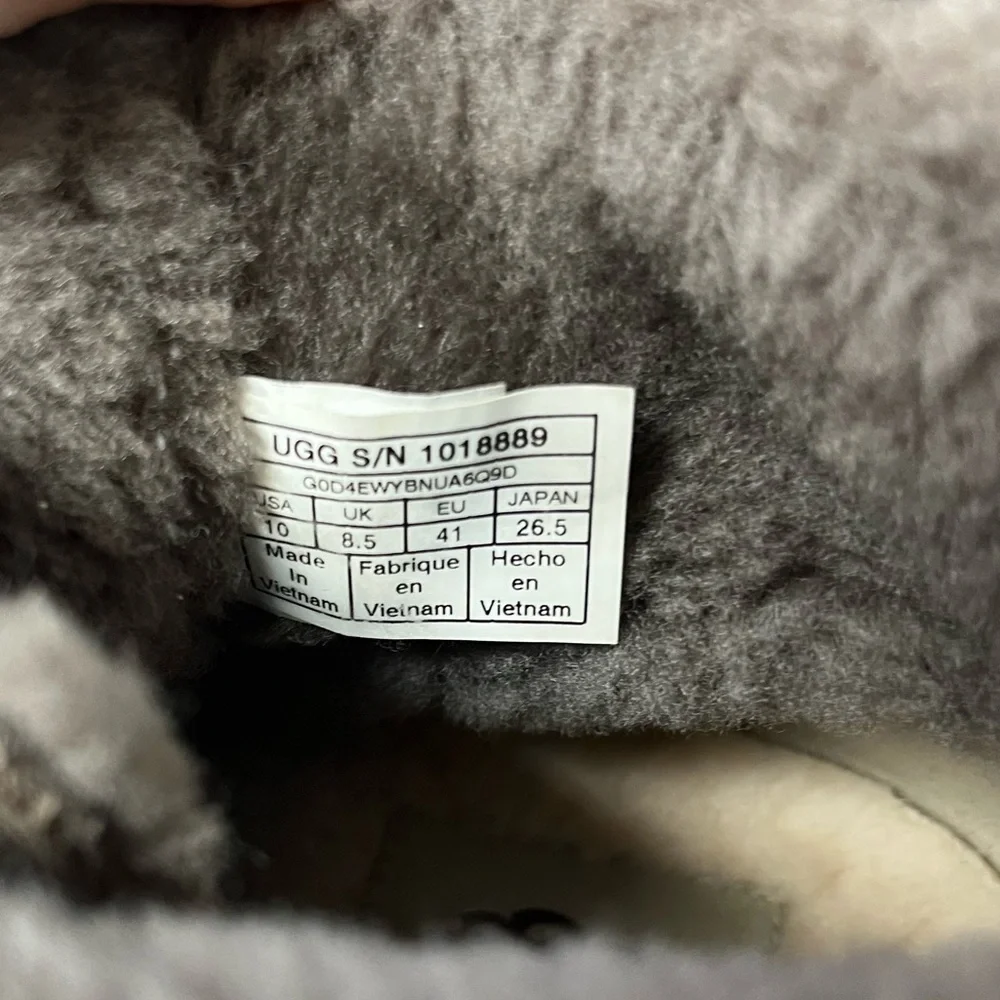 UGG S/N 1018889
G0D4EWYBNUA6Q9D
USA UK EU JAPAN
10 8.5 41 26.5
Made In Vietnam
Fabrique en Vietnam
Hecho en Vietnam